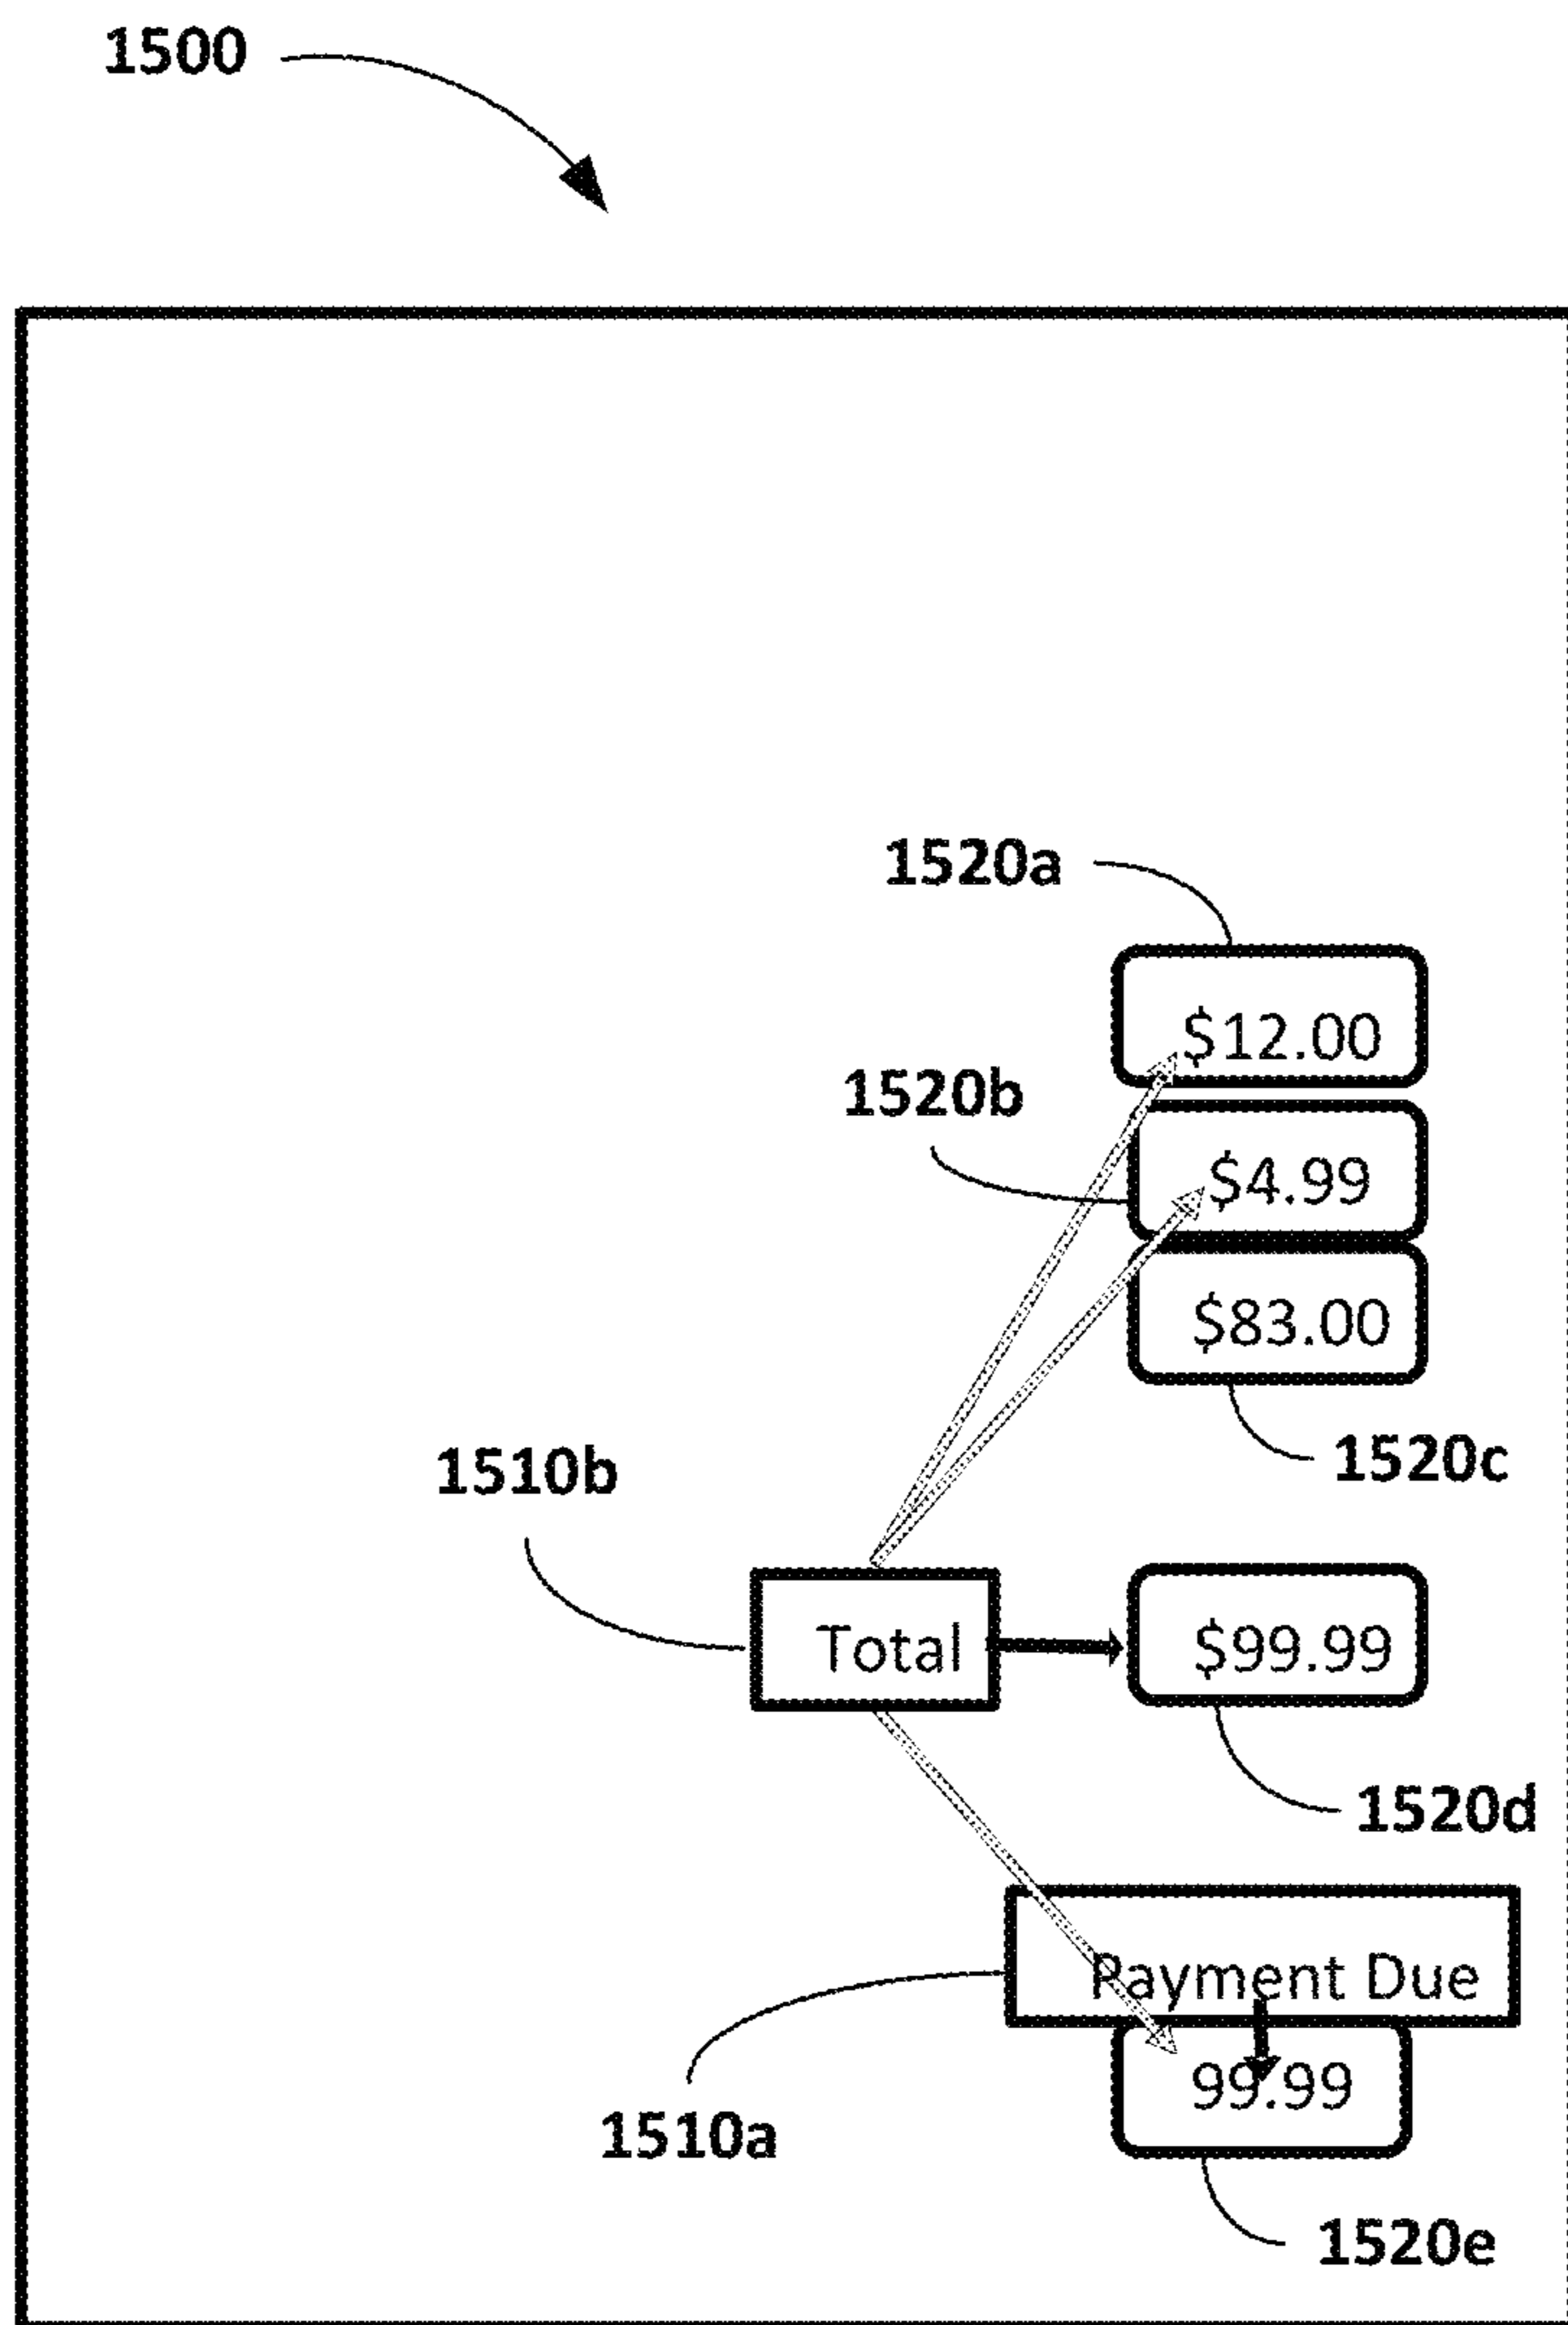 1500
1520a
$12.00
1520b
$4.99
$83.00
1520c
1510b
Total
$99.99
1520d
Payment Due
99.99
1510a
1520e